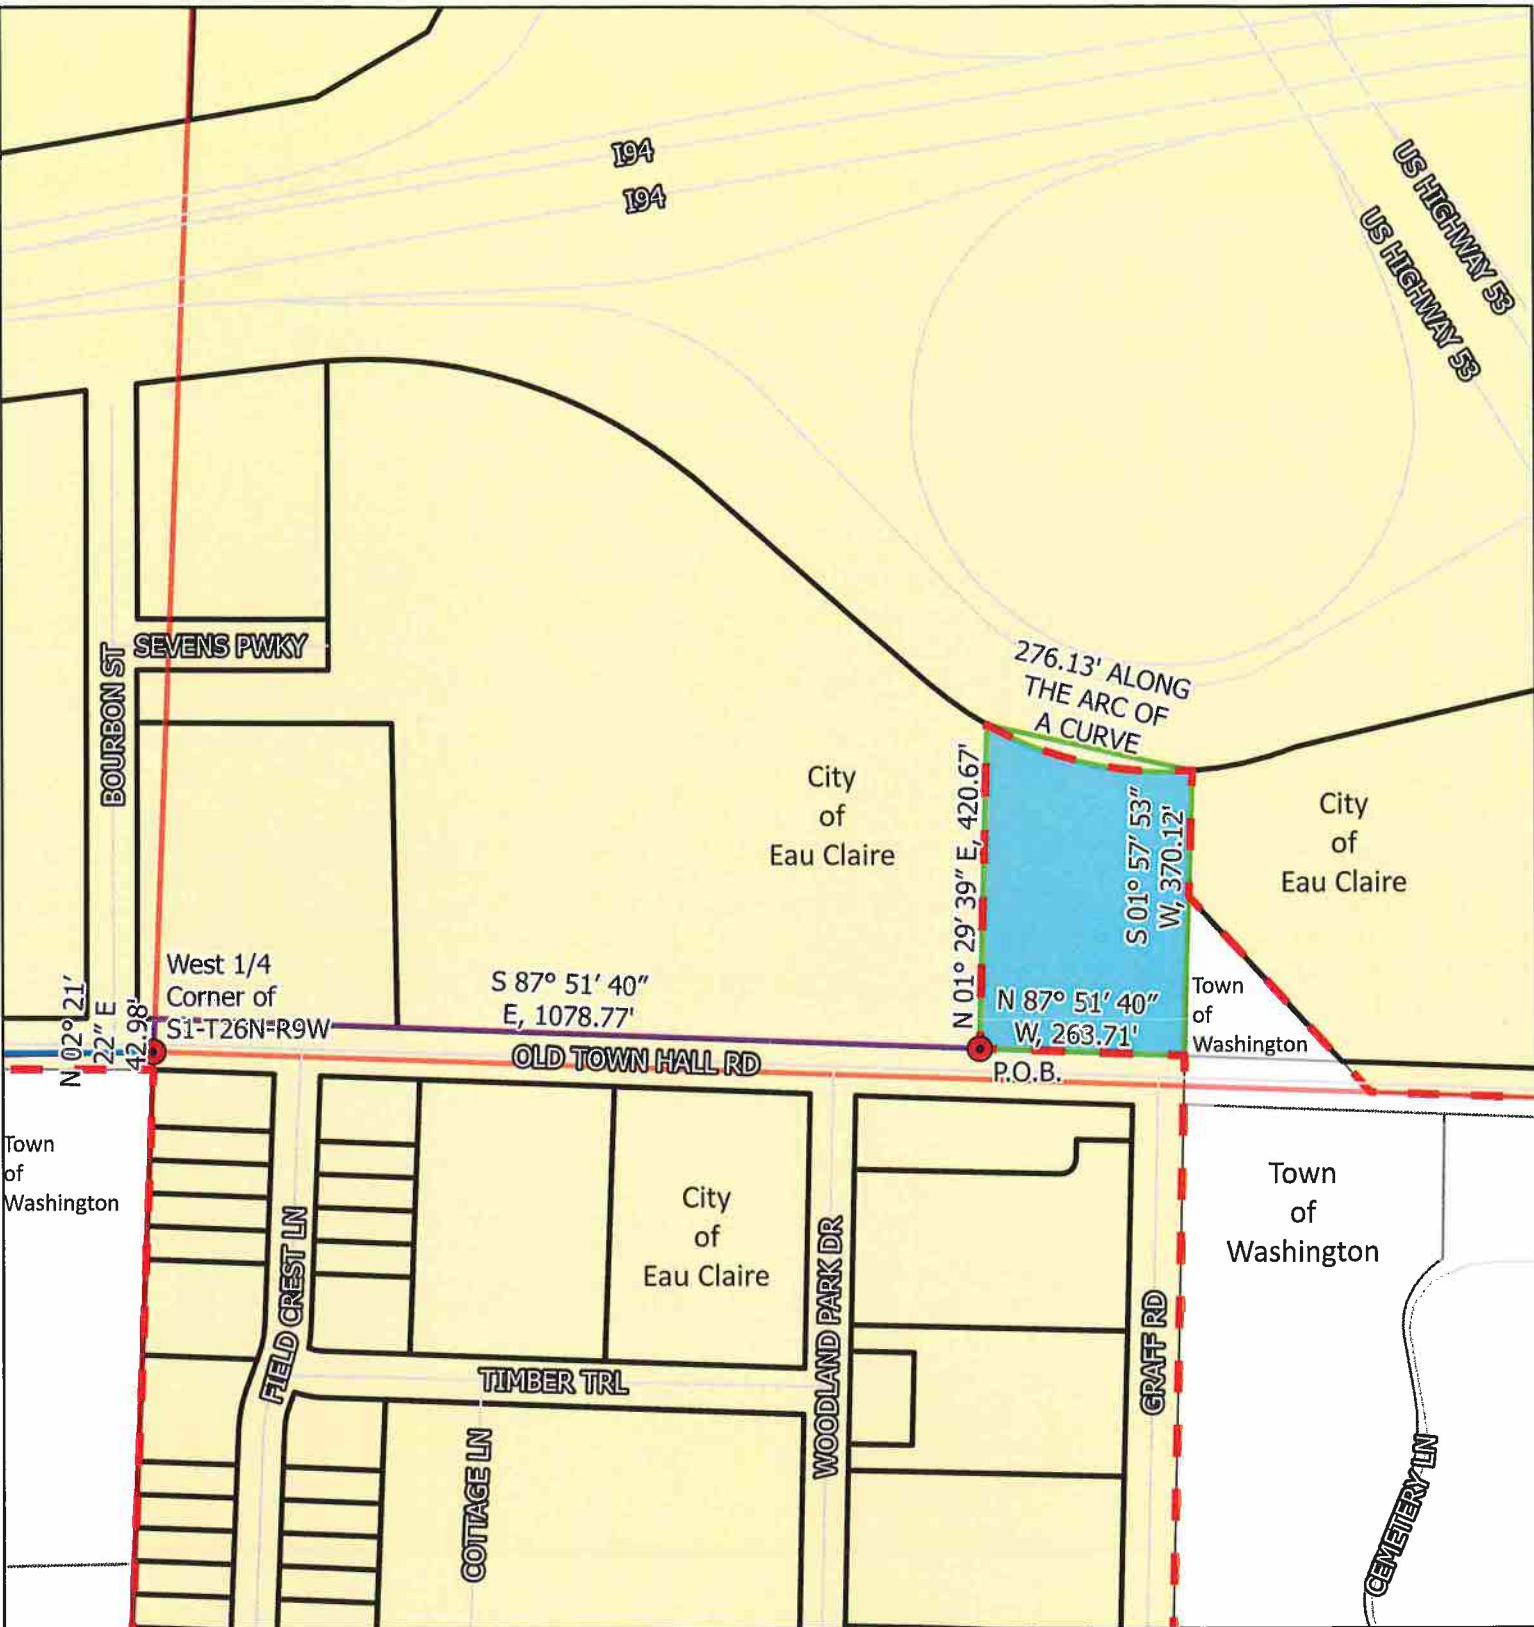 I94
I94
US HIGHWAY 53
US HIGHWAY 53
SEVENS PWKY
BOURBON ST
276.13' ALONG
THE ARC OF
A CURVE
City
of
Eau Claire
N 01° 29' 39" E, 420.67'
S 01° 57' 53"
W, 370.12'
City
of
Eau Claire
West 1/4
Corner of
S1-T26N-R9W
N 02° 21'
22" E
42.98'
S 87° 51' 40"
E, 1078.77'
N 87° 51' 40"
W, 263.71'
Town
of
Washington
OLD TOWN HALL RD
P.O.B.
Town
of
Washington
City
of
Eau Claire
Town
of
Washington
FIELD CREST LN
WOODLAND PARK DR
GRAFF RD
TIMBER TRL
COTTAGE LN
CEMETERY LN